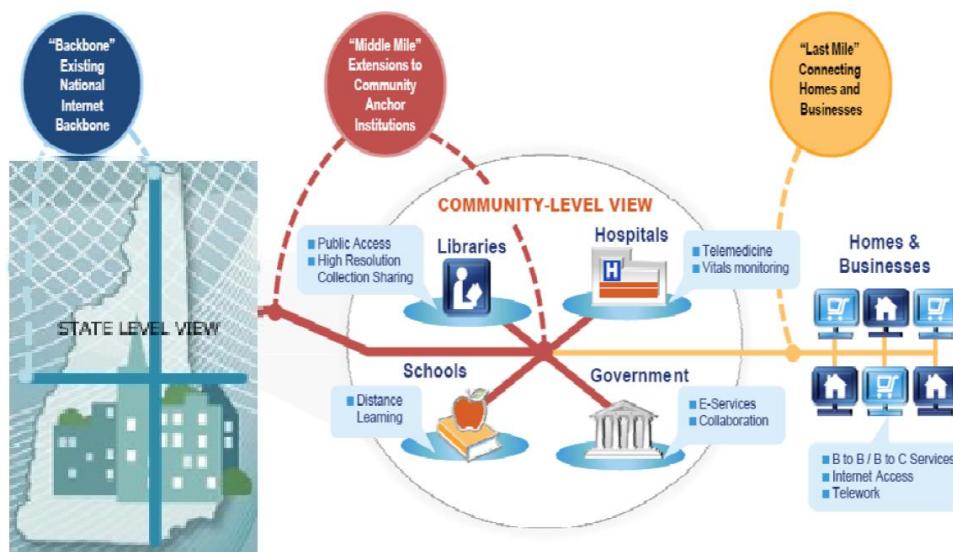 “Backbone”
Existing
National
Internet
Backbone
“Middle Mile”
Extensions to
Community
Anchor
Institutions
“Last Mile”
Connecting
Homes and
Businesses
STATE LEVEL VIEW
COMMUNITY-LEVEL VIEW
Public Access
High Resolution
Collection Sharing
Libraries
Hospitals
H
Telemedicine
Vitals monitoring
Schools
Distance
Learning
Government
E-Services
Collaboration
Homes &
Businesses
B to B / B to C Services
Internet Access
Telework